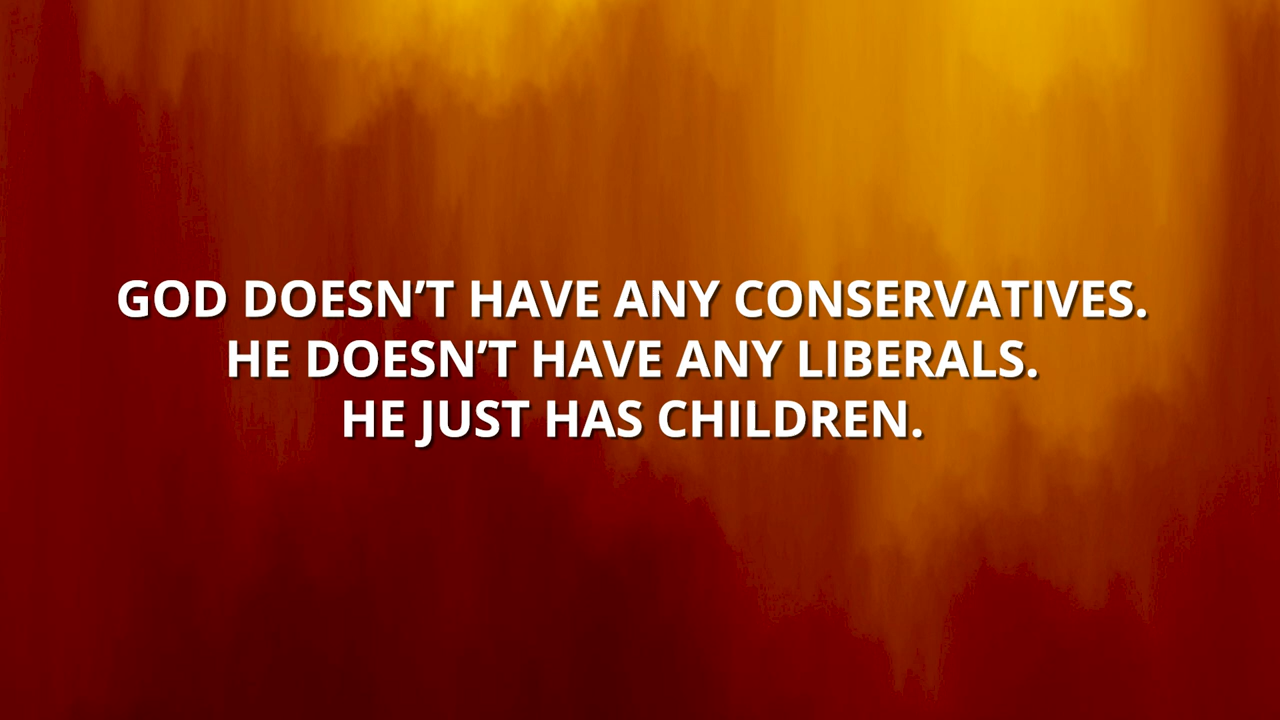 GOD DOESN’T HAVE ANY CONSERVATIVES.
HE DOESN’T HAVE ANY LIBERALS.
HE JUST HAS CHILDREN.